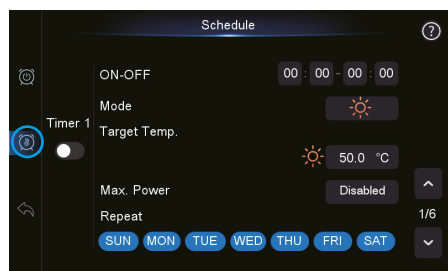 Schedule
?
ON-OFF 00 : 00 - 00 : 00
Mode
Timer 1
Target Temp.
50.0 °C
Max. Power Disabled
Repeat 1/6
SUN MON TUE WED THU FRI SAT